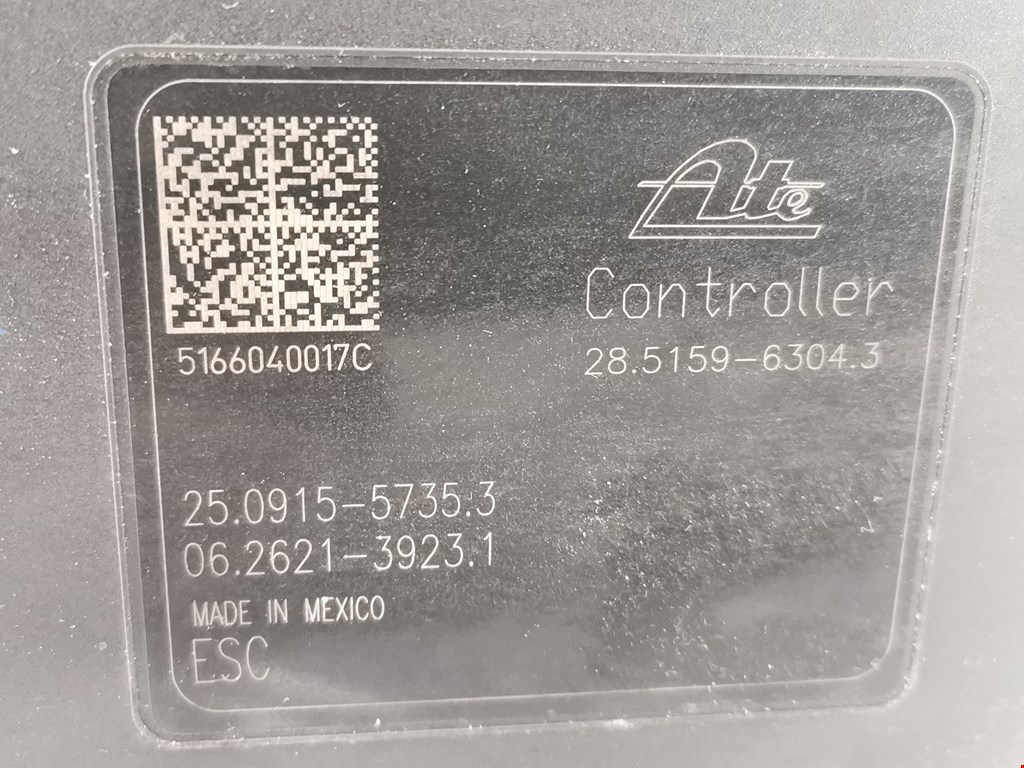 Ate
Controller
5166040017C
28.5159-6304.3
25.0915-5735.3
06.2621-3923.1
MADE IN MEXICO
ESC